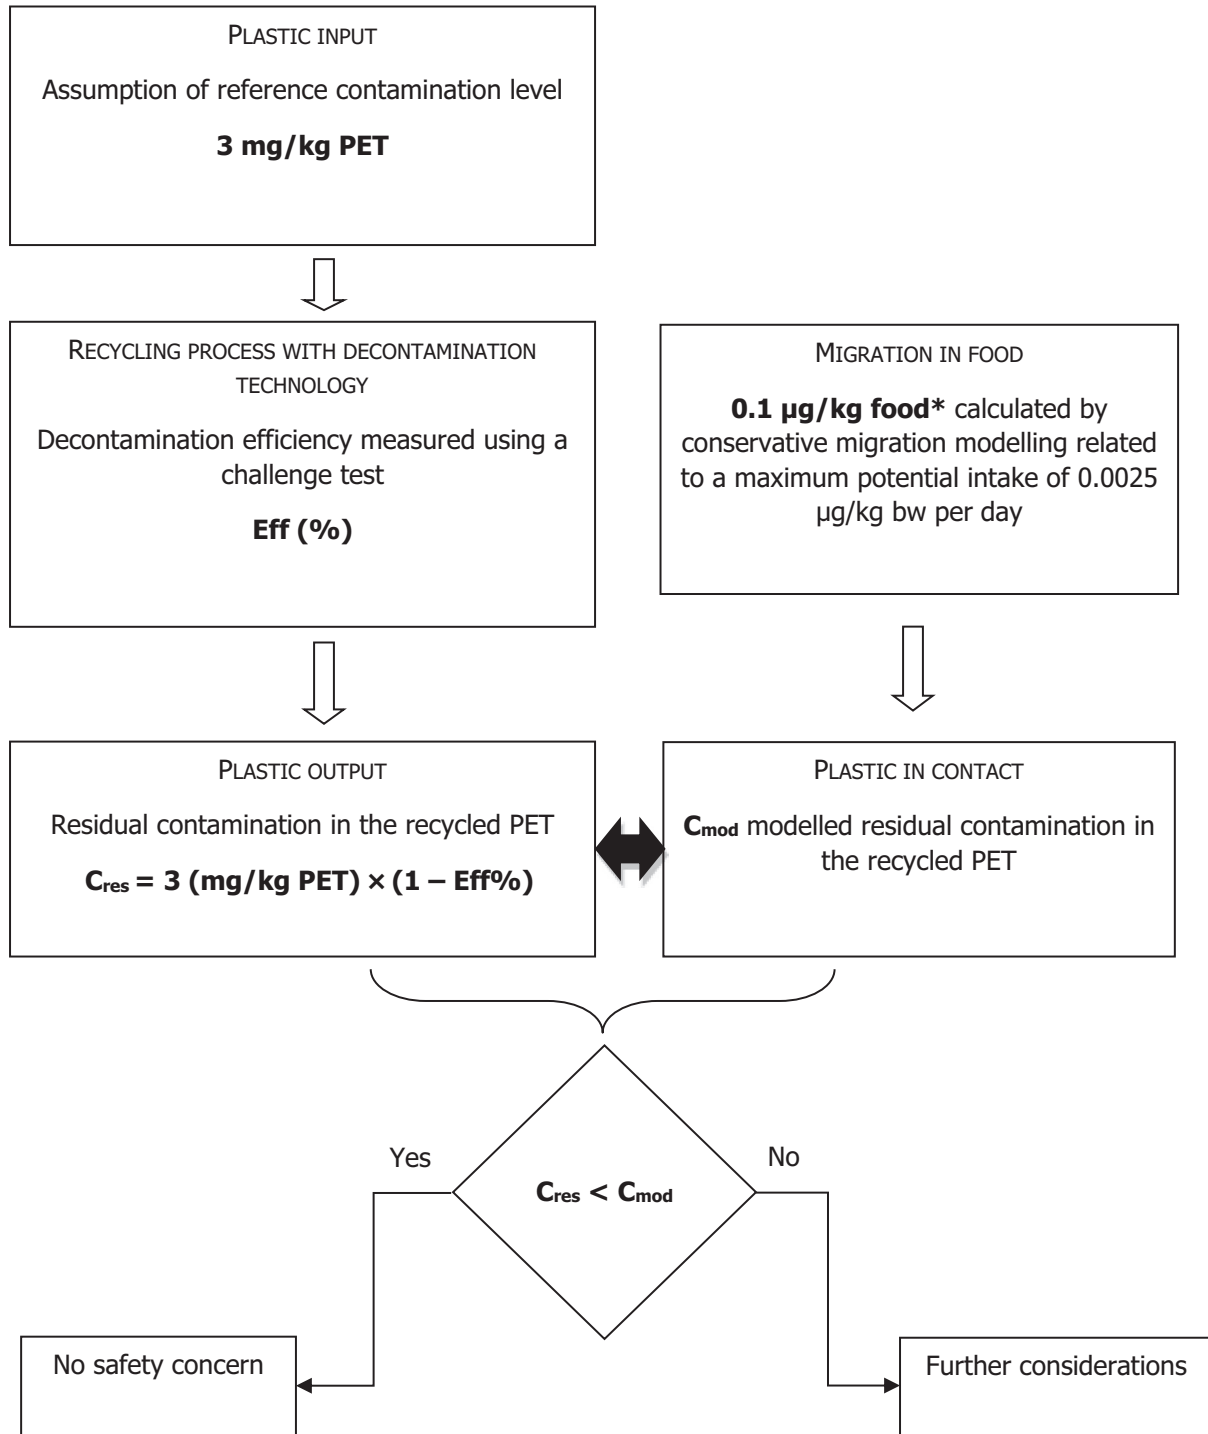 PLASTIC INPUT
Assumption of reference contamination level
3 mg/kg PET
RECYCLING PROCESS WITH DECONTAMINATION
TECHNOLOGY
Decontamination efficiency measured using a
challenge test
Eff (%)
MIGRATION IN FOOD
0.1 µg/kg food* calculated by
conservative migration modelling related
to a maximum potential intake of 0.0025
µg/kg bw per day
PLASTIC OUTPUT
Residual contamination in the recycled PET
Cres = 3 (mg/kg PET) × (1 – Eff%)
PLASTIC IN CONTACT
Cmod modelled residual contamination in
the recycled PET
Yes
No
Cres < Cmod
No safety concern
Further considerations